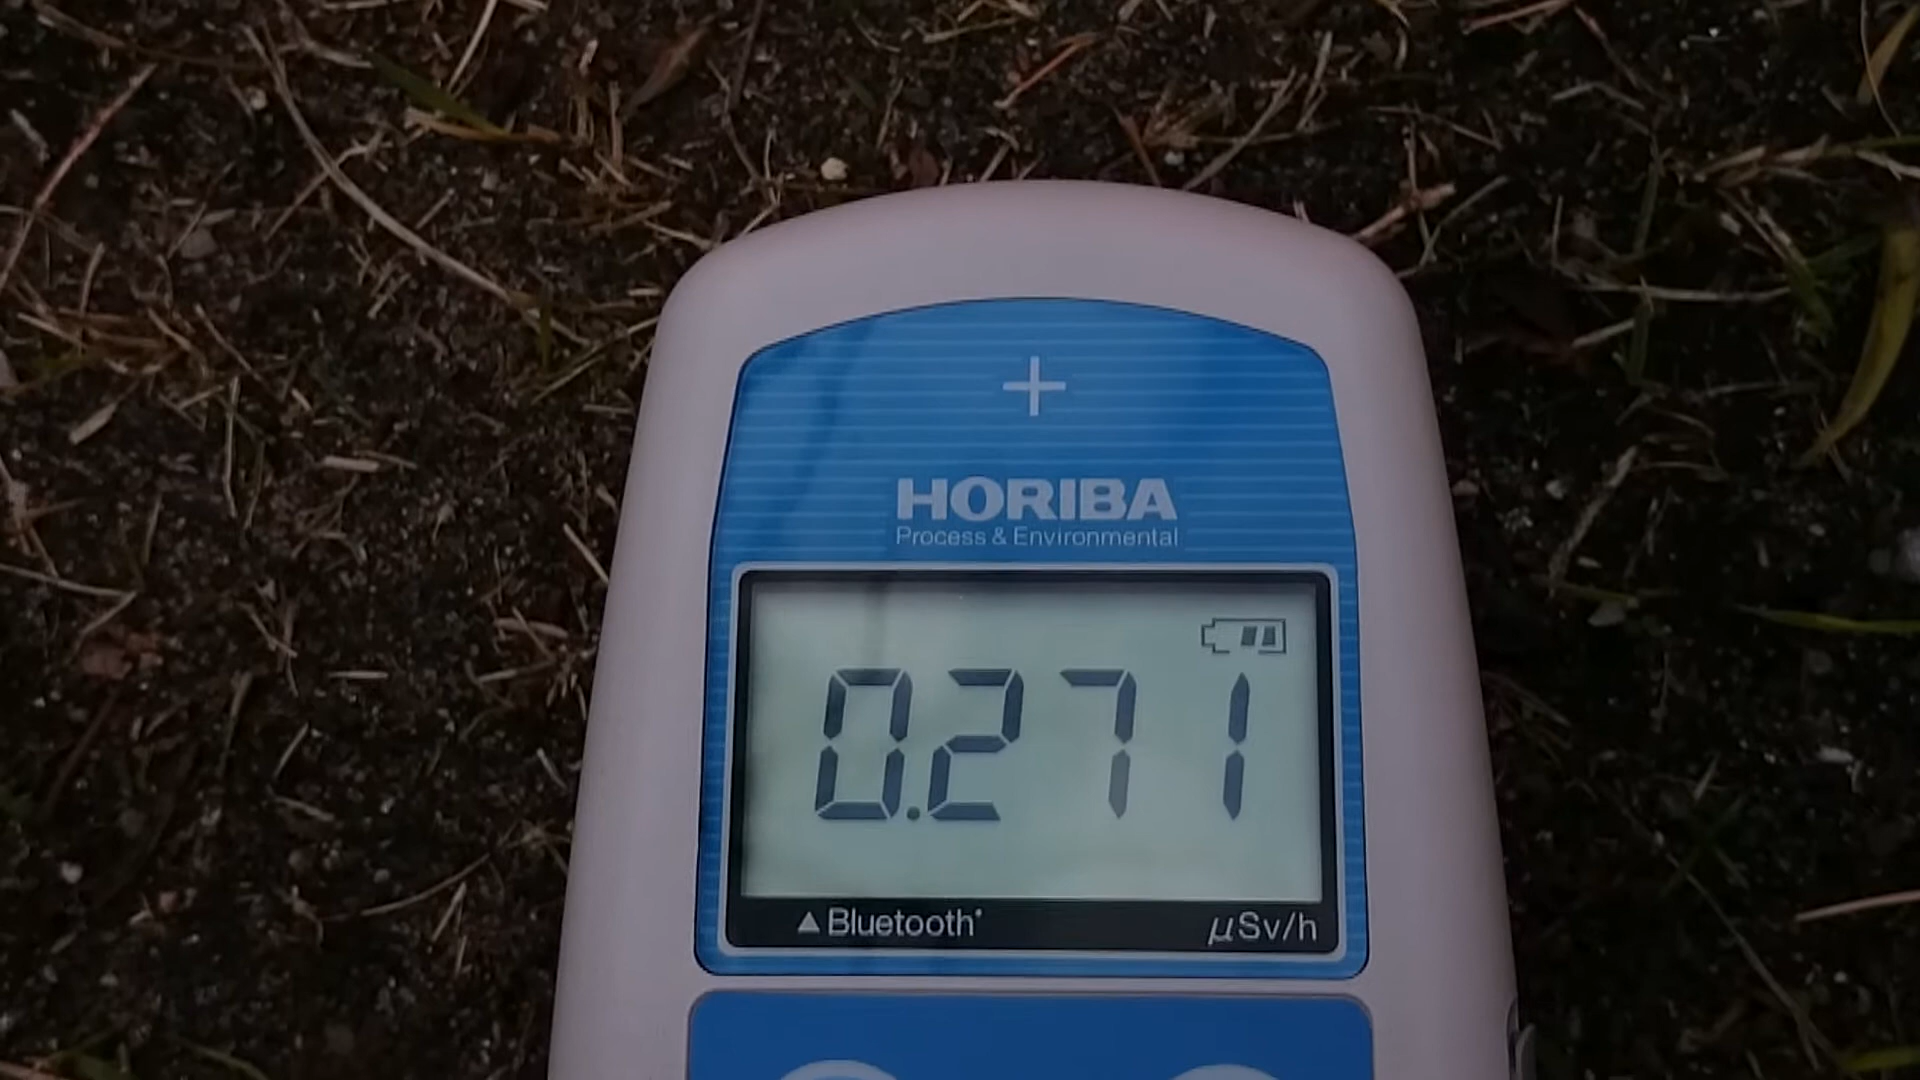 HORIBA
Process & Environmental
0.271
▲Bluetooth
μSv/h